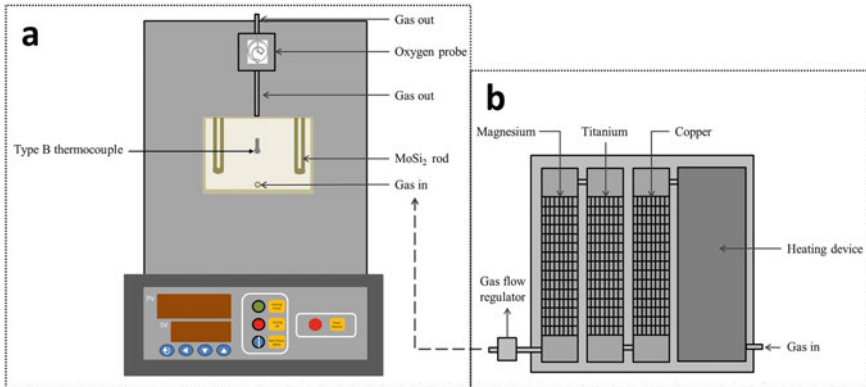 a
Gas out
Oxygen probe
Gas out
Type B thermocouple
MoSi₂ rod
Gas in
PV
SV
b
Magnesium
Titanium
Copper
Heating device
Gas flow
regulator
Gas in